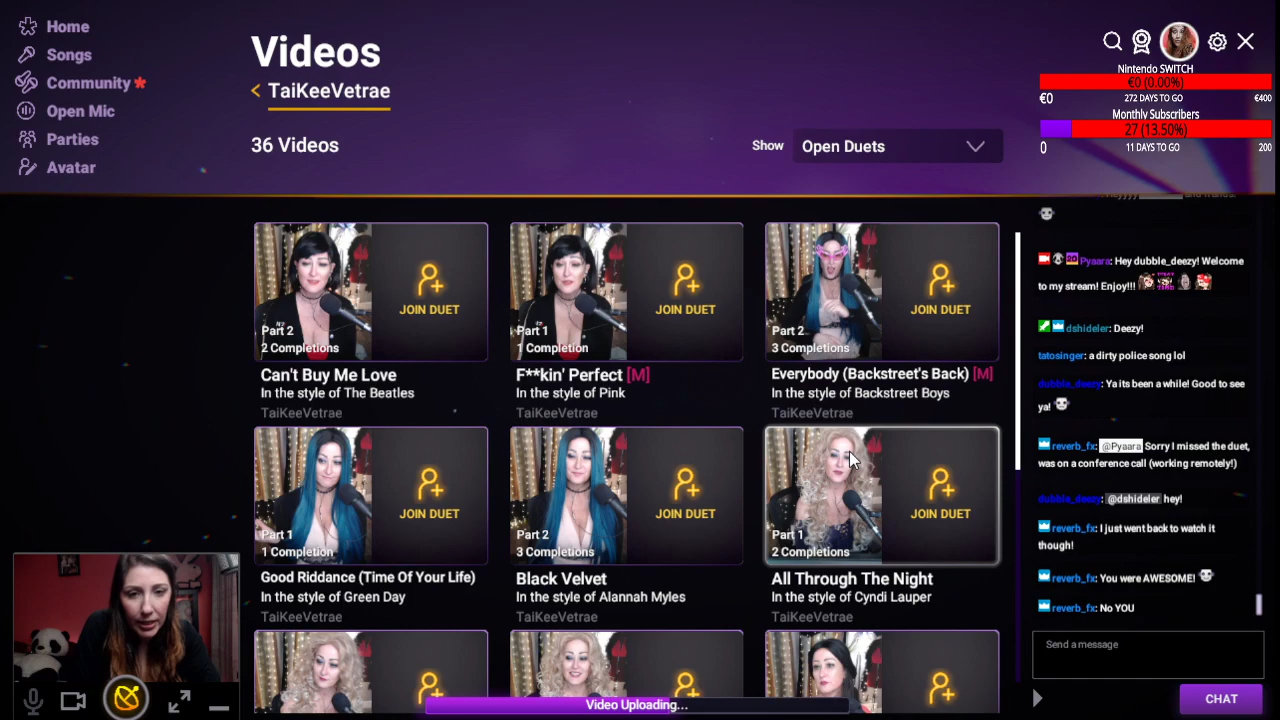 Home
Songs
Community *
Open Mic
Parties
Avatar
Videos
< TaiKeeVetrae
36 Videos
Show
Open Duets
Nintendo SWITCH
€0 (0.00%)
€0 272 DAYS TO GO €400
Monthly Subscribers
27 (13.50%)
0 11 DAYS TO GO 200
Part 2
2 Completions
JOIN DUET
Can't Buy Me Love
In the style of The Beatles
TaiKeeVetrae
Part 1
1 Completion
JOIN DUET
F**kin' Perfect [M]
In the style of Pink
TaiKeeVetrae
Part 2
3 Completions
JOIN DUET
Everybody (Backstreet's Back) [M]
In the style of Backstreet Boys
TaiKeeVetrae
Part 1
1 Completion
JOIN DUET
Good Riddance (Time Of Your Life)
In the style of Green Day
TaiKeeVetrae
Part 2
3 Completions
JOIN DUET
Black Velvet
In the style of Alannah Myles
TaiKeeVetrae
Part 1
2 Completions
JOIN DUET
All Through The Night
In the style of Cyndi Lauper
TaiKeeVetrae
Video Uploading...
20 Pyaara: Hey dubble_deezy! Welcome
to my stream! Enjoy!!!
dshideler: Deezy!
tatosinger: a dirty police song lol
dubble_deezy: Ya its been a while! Good to see
ya!
reverb_fx: @Pyaara Sorry I missed the duet,
was on a conference call (working remotely!)
dubble_deezy: @dshideler hey!
reverb_fx: I just went back to watch it
though!
reverb_fx: You were AWESOME!
reverb_fx: No YOU
Send a message
CHAT